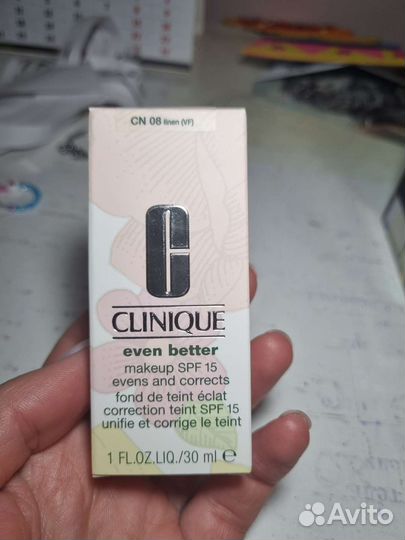 CN 08 linen (VF)
CLINIQUE
even better
makeup SPF 15
evens and corrects
fond de teint éclat
correction teint SPF 15
unifie et corrige le teint
1 FL.OZ.LIQ./30 ml ℮
Avito